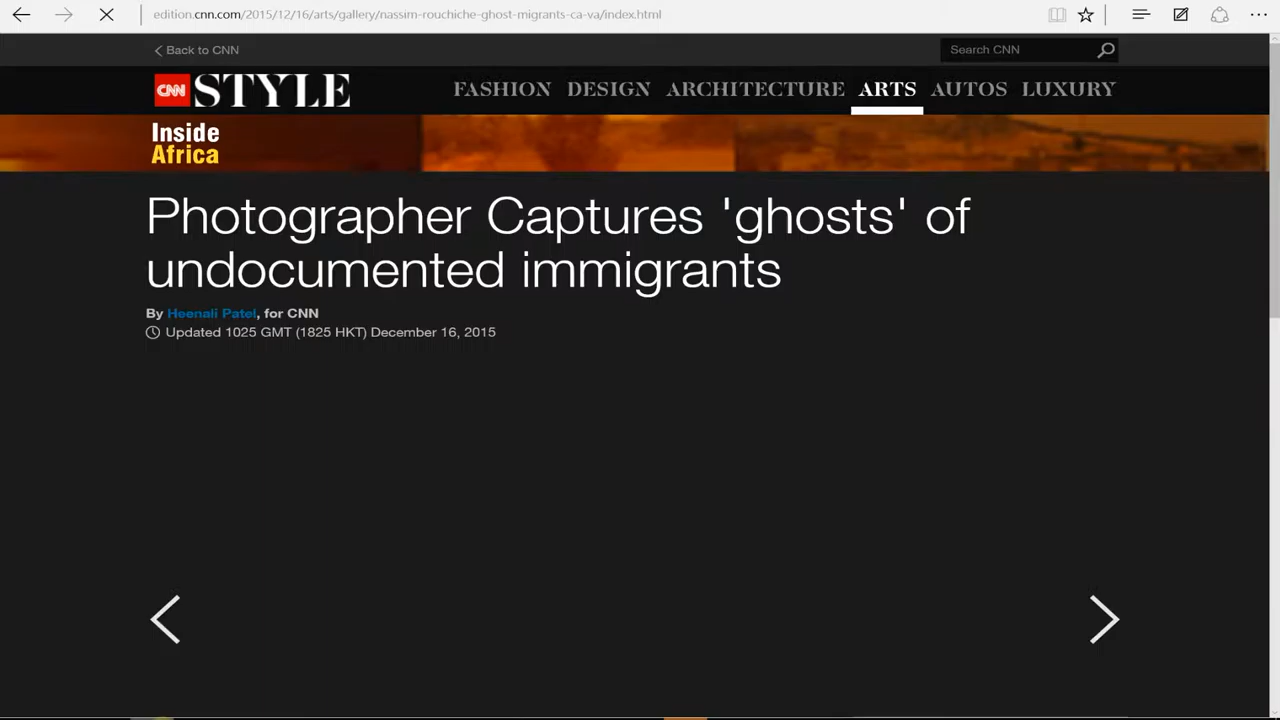 edition.cnn.com/2015/12/16/arts/gallery/nassim-rouchiche-ghost-migrants-ca-va/index.html
Back to CNN
Search CNN
CNN STYLE
FASHION DESIGN ARCHITECTURE ARTS AUTOS LUXURY
Inside
Africa
Photographer Captures 'ghosts' of
undocumented immigrants
By Heenali Patel, for CNN
Updated 1025 GMT (1825 HKT) December 16, 2015